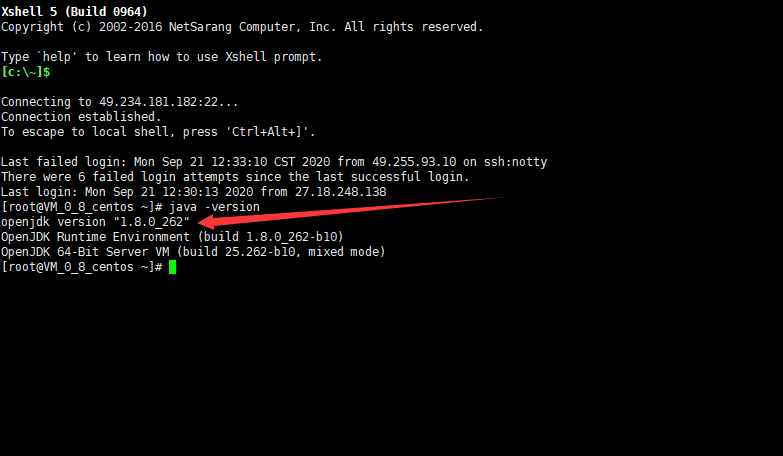 Xshell 5 (Build 0964)
Copyright (c) 2002-2016 NetSarang Computer, Inc. All rights reserved.
Type `help' to learn how to use Xshell prompt.
[c:\~]$
Connecting to 49.234.181.182:22...
Connection established.
To escape to local shell, press 'Ctrl+Alt+]'.
Last failed login: Mon Sep 21 12:33:10 CST 2020 from 49.255.93.10 on ssh:notty
There were 6 failed login attempts since the last successful login.
Last login: Mon Sep 21 12:30:13 2020 from 27.18.248.138
[root@VM_0_8_centos ~]# java -version
openjdk version "1.8.0_262"
OpenJDK Runtime Environment (build 1.8.0_262-b10)
OpenJDK 64-Bit Server VM (build 25.262-b10, mixed mode)
[root@VM_0_8_centos ~]#